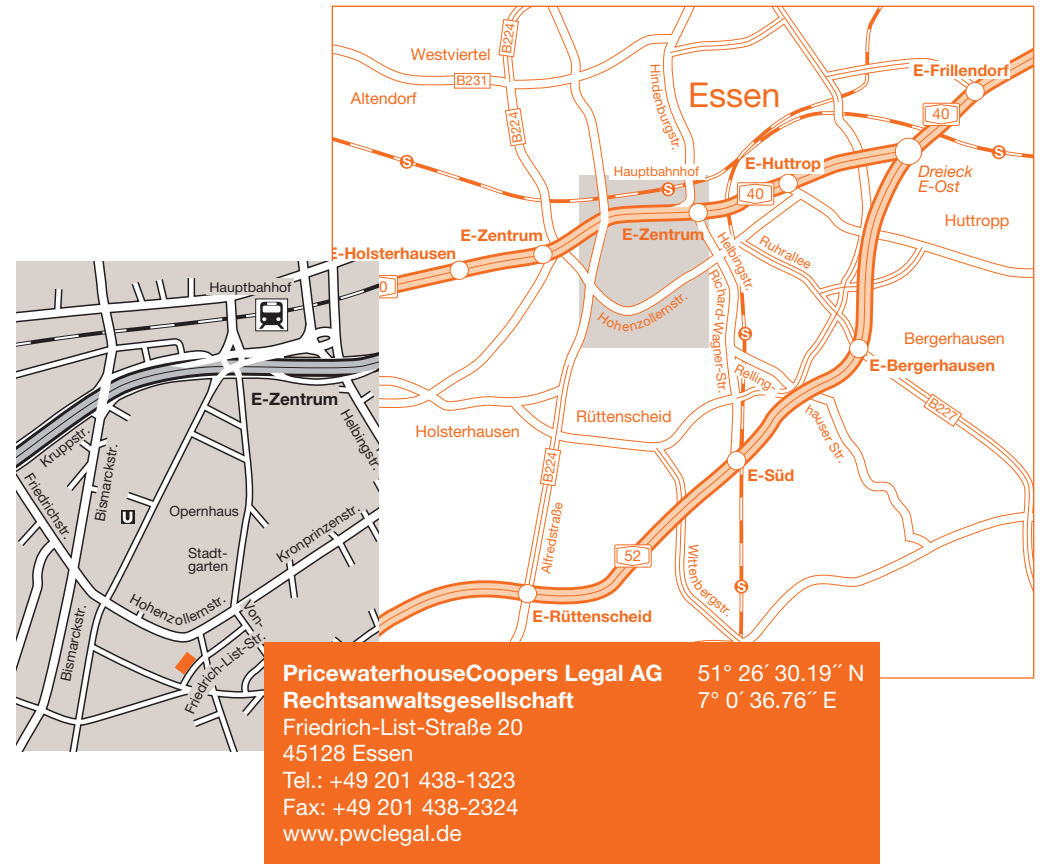 B224
Westviertel
B231
Altendorf
B224
Hindenburgstr.
Essen
E-Frillendorf
40
S
Hauptbahnhof
S
E-Huttrop
40
S
Dreieck
E-Ost
Huttropp
E-Zentrum
E-Zentrum
E-Holsterhausen
0
Helbingstr.
Ruhrallee
Richard-Wagner-Str.
Hohenzollernstr.
S
Bergerhausen
E-Bergerhausen
Relling-
hauser Str.
B227
Rüttenscheid
Holsterhausen
B224
E-Süd
Alfredstraße
52
Wittenbergstr.
S
E-Rüttenscheid
Hauptbahnhof
E-Zentrum
Helbingstr.
Kruppstr.
Bismarckstr.
Friedrichstr.
U
Opernhaus
Stadt-
garten
Kronprinzenstr.
Hohenzollernstr.
Von-
Bismarckstr.
Friedrich-List-Str.
PricewaterhouseCoopers Legal AG
Rechtsanwaltsgesellschaft
Friedrich-List-Straße 20
45128 Essen
Tel.: +49 201 438-1323
Fax: +49 201 438-2324
www.pwclegal.de
51° 26´ 30.19´´ N
7° 0´ 36.76´´ E